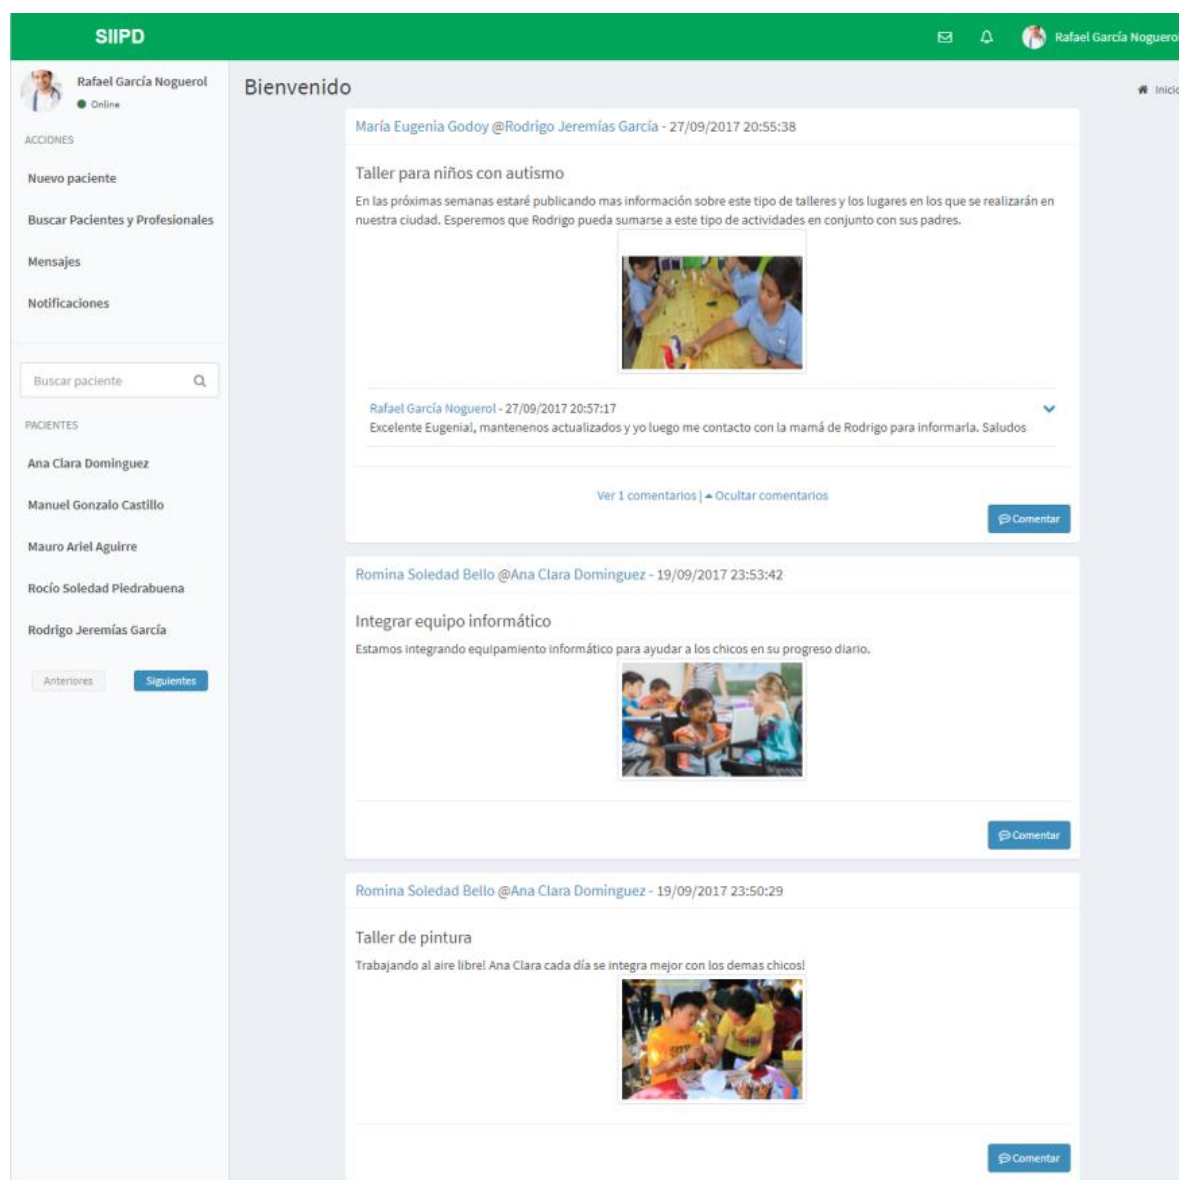 SIIPD
Rafael García Noguerol
Rafael García Noguerol
Online
ACCIONES
Nuevo paciente
Buscar Pacientes y Profesionales
Mensajes
Notificaciones
Buscar paciente
PACIENTES
Ana Clara Dominguez
Manuel Gonzalo Castillo
Mauro Ariel Aguirre
Rocío Soledad Piedrabuena
Rodrigo Jeremías García
Anteriores Siguientes
Bienvenido
Inicio
María Eugenia Godoy @Rodrigo Jeremías García - 27/09/2017 20:55:38
Taller para niños con autismo
En las próximas semanas estaré publicando mas información sobre este tipo de talleres y los lugares en los que se realizarán en
nuestra ciudad. Esperemos que Rodrigo pueda sumarse a este tipo de actividades en conjunto con sus padres.
Rafael García Noguerol - 27/09/2017 20:57:17
Excelente Eugenia!, mantenenos actualizados y yo luego me contacto con la mamá de Rodrigo para informarla. Saludos
Ver 1 comentarios | Ocultar comentarios
Comentar
Romina Soledad Bello @Ana Clara Dominguez - 19/09/2017 23:53:42
Integrar equipo informático
Estamos integrando equipamiento informático para ayudar a los chicos en su progreso diario.
Comentar
Romina Soledad Bello @Ana Clara Dominguez - 19/09/2017 23:50:29
Taller de pintura
Trabajando al aire libre! Ana Clara cada día se integra mejor con los demas chicos!
Comentar